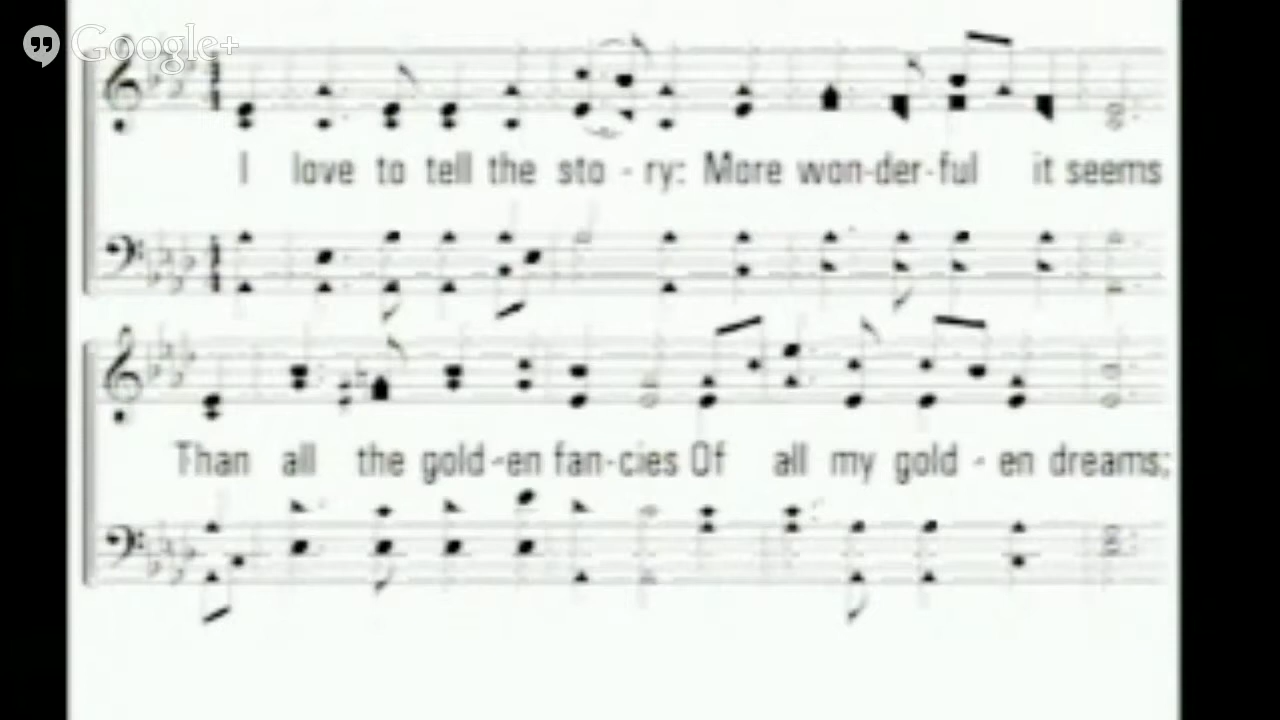 Google+
I love to tell the sto - ry: More won-der-ful it seems
Than all the gold-en fan-cies Of all my gold - en dreams;